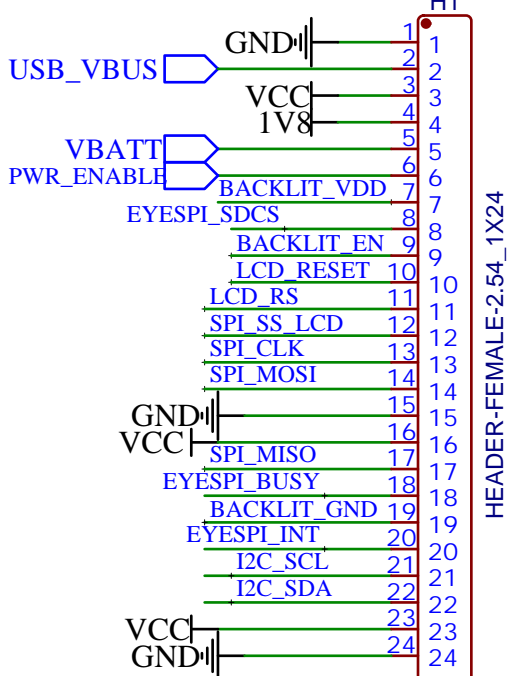 H1
GND 1 1
USB_VBUS 2 2
VCC 3 3
1V8 4 4
VBATT 5 5
PWR_ENABLE 6 6
BACKLIT_VDD 7 7
EYESPI_SDCS 8 8
BACKLIT_EN 9 9
LCD_RESET 10 10
LCD_RS 11 11
SPI_SS_LCD 12 12
SPI_CLK 13 13
SPI_MOSI 14 14
GND 15 15
VCC 16 16
SPI_MISO 17 17
EYESPI_BUSY 18 18
BACKLIT_GND 19 19
EYESPI_INT 20 20
I2C_SCL 21 21
I2C_SDA 22 22
VCC 23 23
GND 24 24
HEADER-FEMALE-2.54_1X24